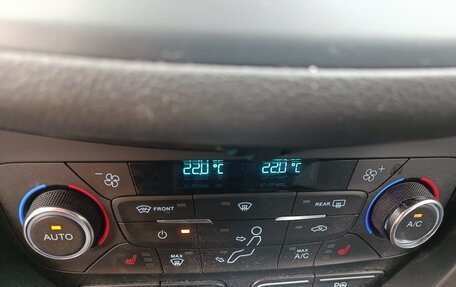 22.0 °C 22.0 °C
FRONT REAR
AUTO A/C
MAX MAX A/C